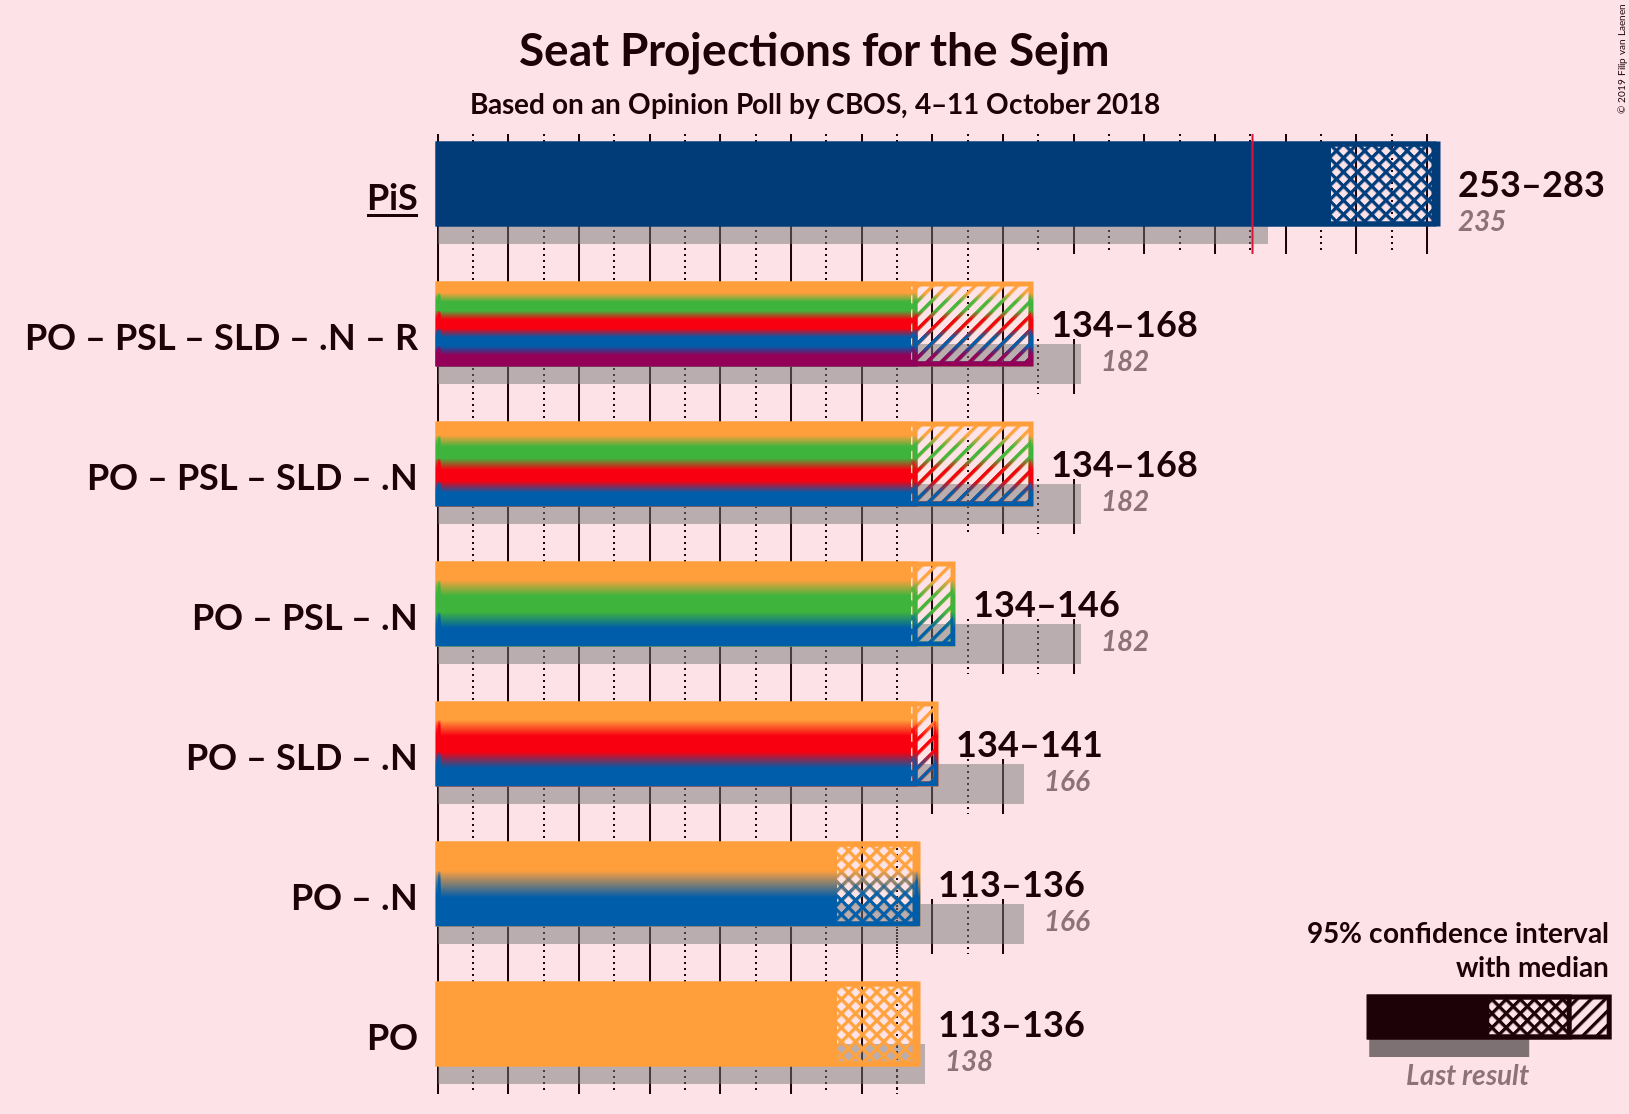 Seat Projections for the Sejm
Based on an Opinion Poll by CBOS, 4–11 October 2018
© 2019 Filip van Laenen
PiS
253–283
235
PO – PSL – SLD – .N – R
134–168
182
PO – PSL – SLD – .N
134–168
182
PO – PSL – .N
134–146
182
PO – SLD – .N
134–141
166
PO – .N
113–136
166
PO
113–136
138
95% confidence interval
with median
Last result